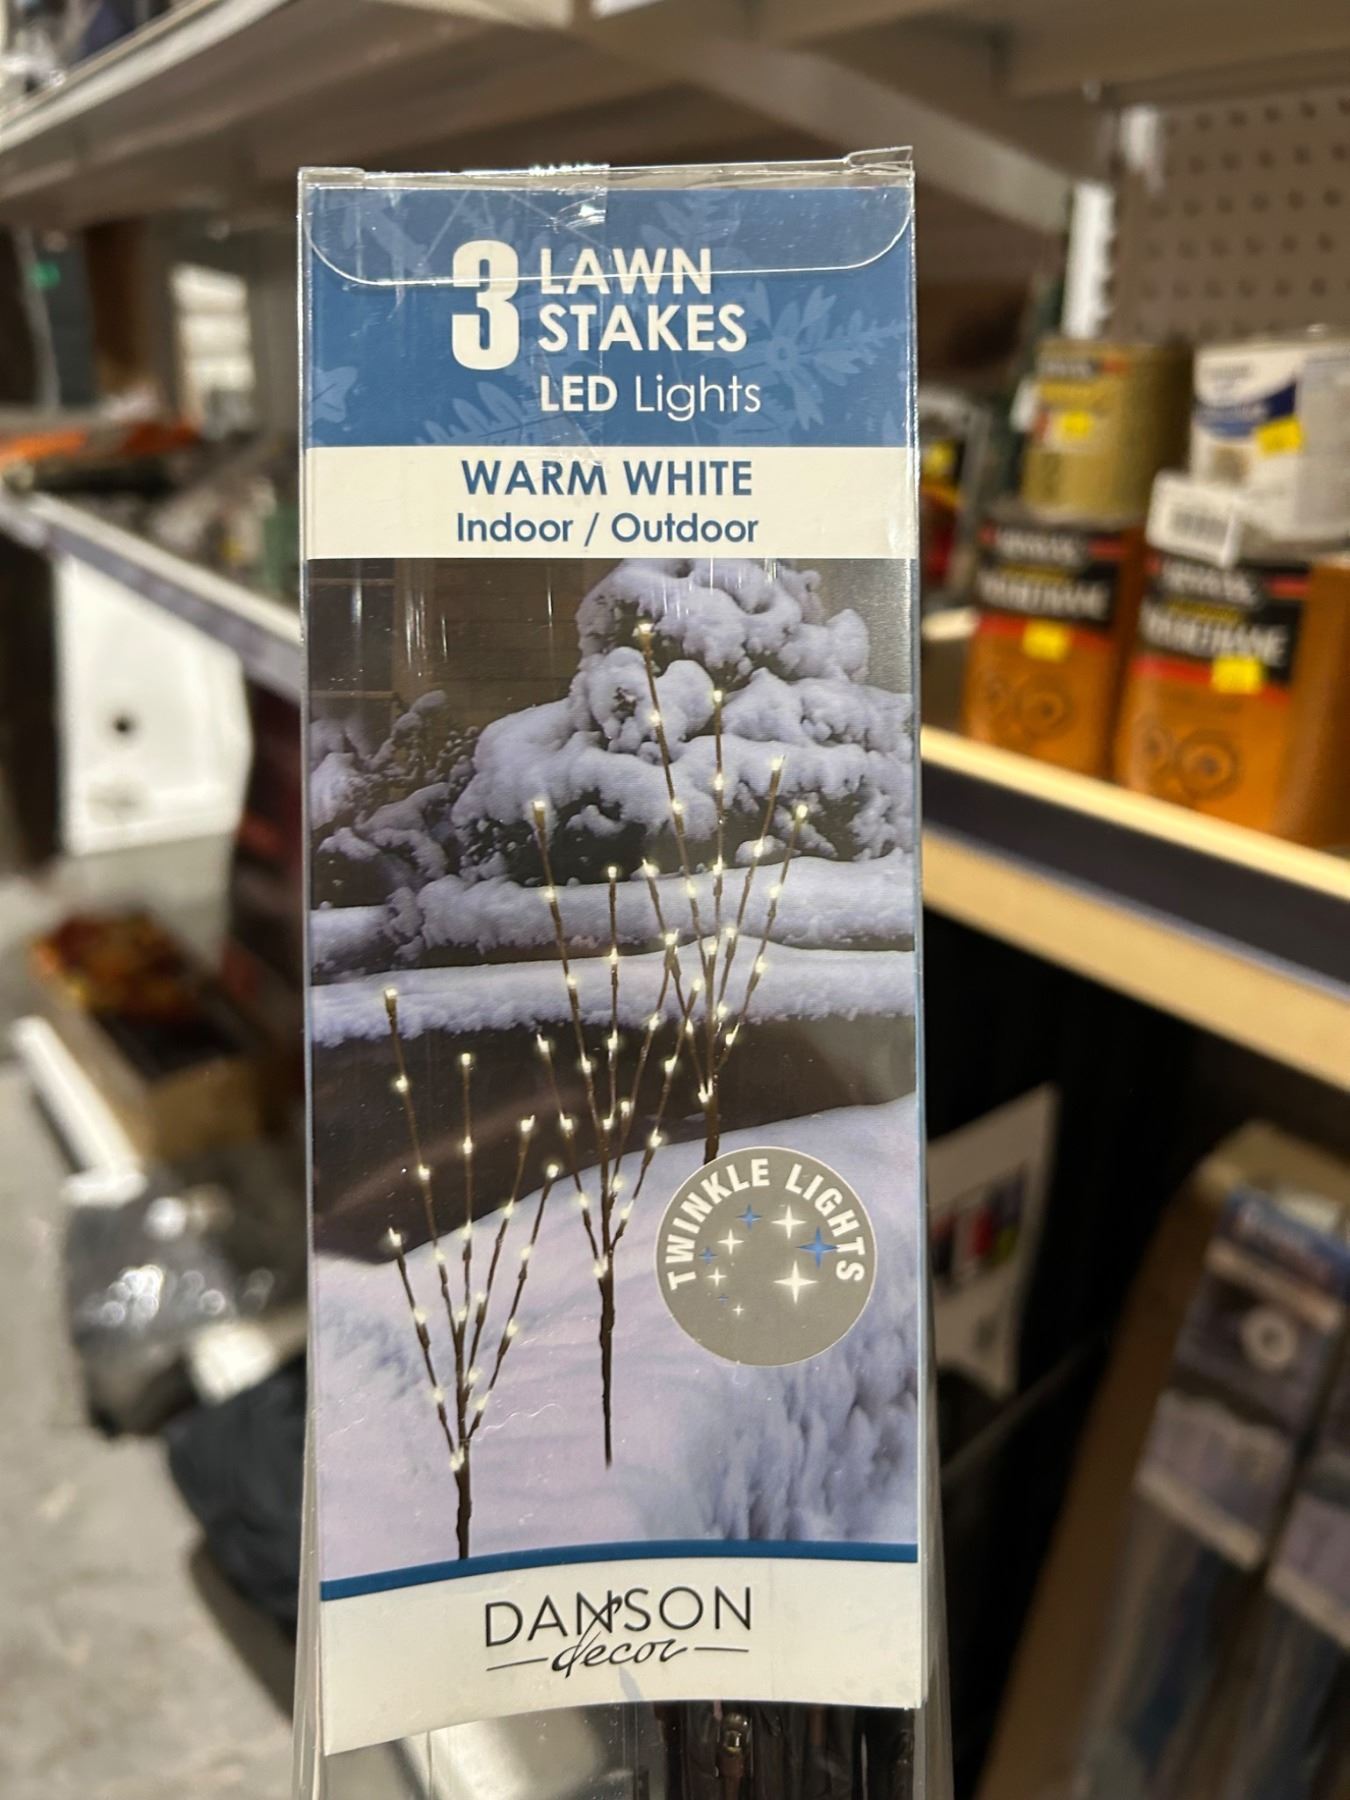 3 LAWN
STAKES
LED Lights
WARM WHITE
Indoor / Outdoor
TWINKLE LIGHTS
DANSON
decor